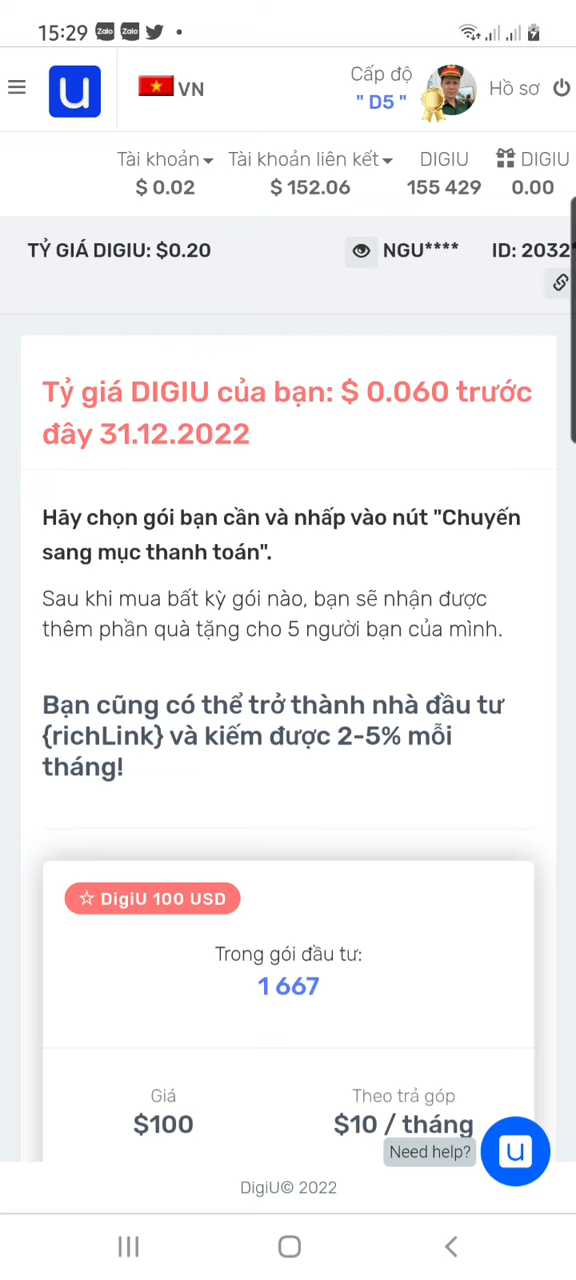 15:29 Zalo Zalo
U VN Cấp độ " D5 " Hồ sơ
Tài khoản Tài khoản liên kết DIGIU DIGIU
$ 0.02 $ 152.06 155 429 0.00
TỶ GIÁ DIGIU: $0.20 NGU**** ID: 2032*
Tỷ giá DIGIU của bạn: $ 0.060 trước
đây 31.12.2022
Hãy chọn gói bạn cần và nhấp vào nút "Chuyến
sang mục thanh toán".
Sau khi mua bất kỳ gói nào, bạn sẽ nhận được
thêm phần quà tặng cho 5 người bạn của mình.
Bạn cũng có thể trở thành nhà đầu tư
{richLink} và kiếm được 2-5% mỗi
tháng!
DigiU 100 USD
Trong gói đầu tư:
1 667
Giá Theo trả góp
$100 $10 / tháng
Need help? U
DigiU© 2022